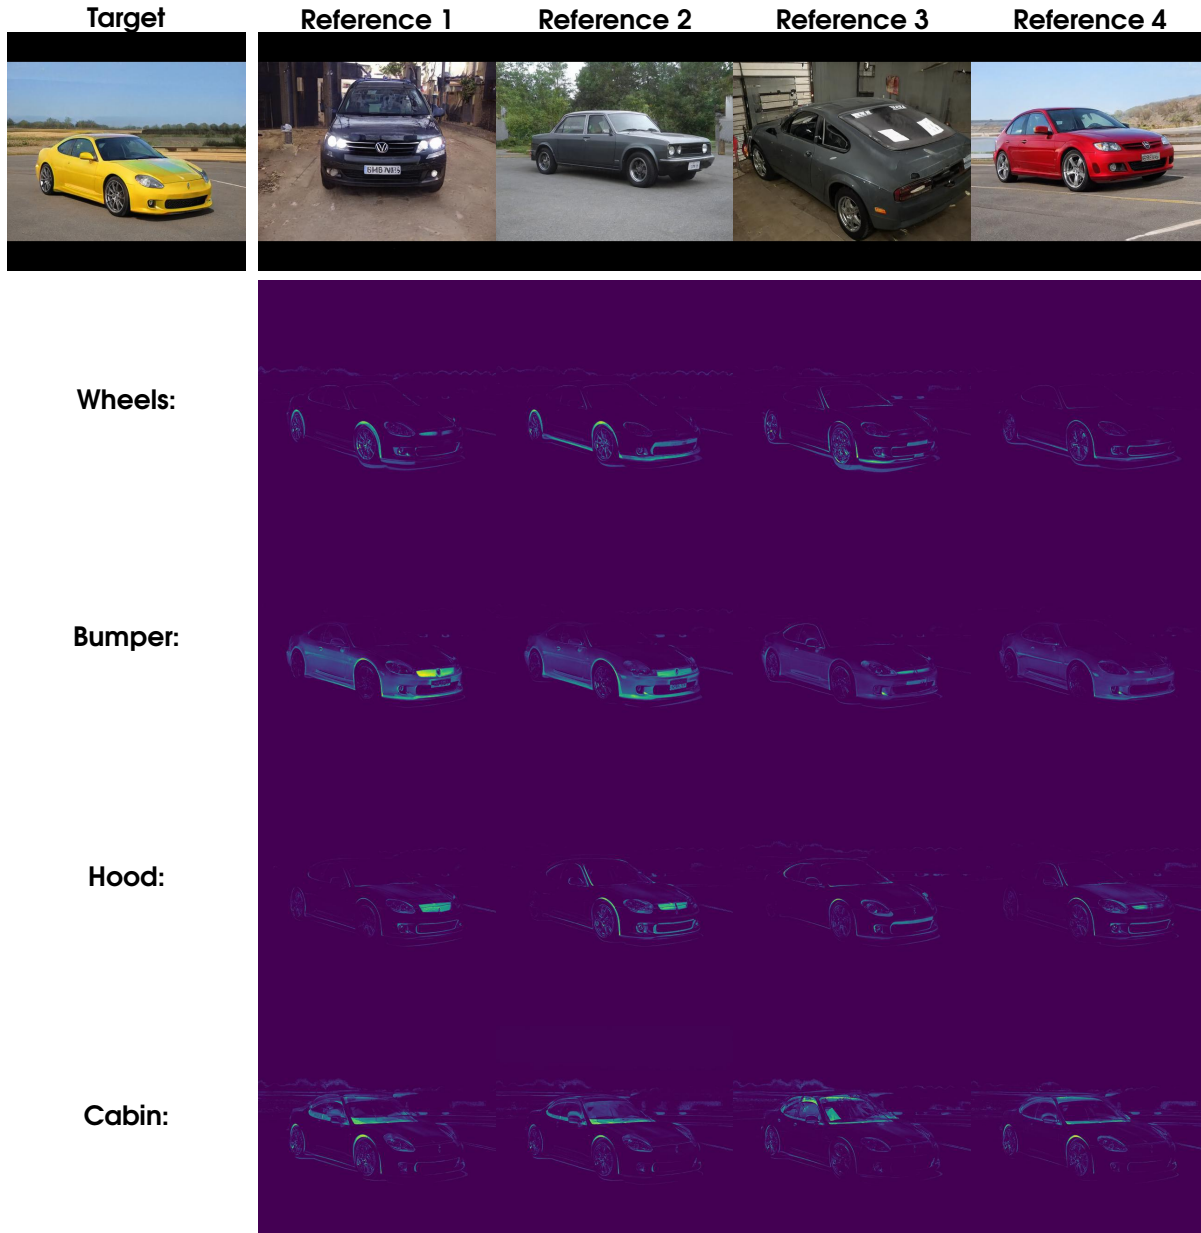 Target
Reference 1
Reference 2
Reference 3
Reference 4
Wheels:
Bumper:
Hood:
Cabin: